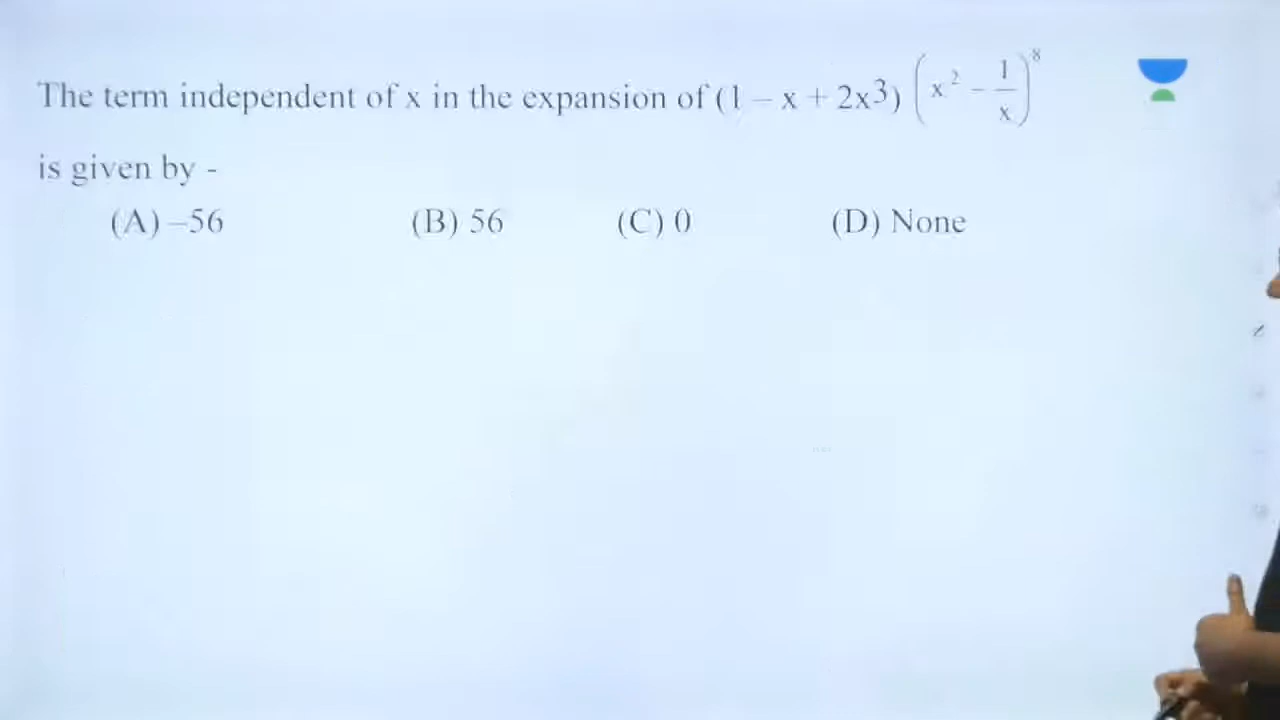 The term independent of x in the expansion of (1 – x + 2x³) (x² – 1/x)⁸
is given by -
(A) –56 (B) 56 (C) 0 (D) None